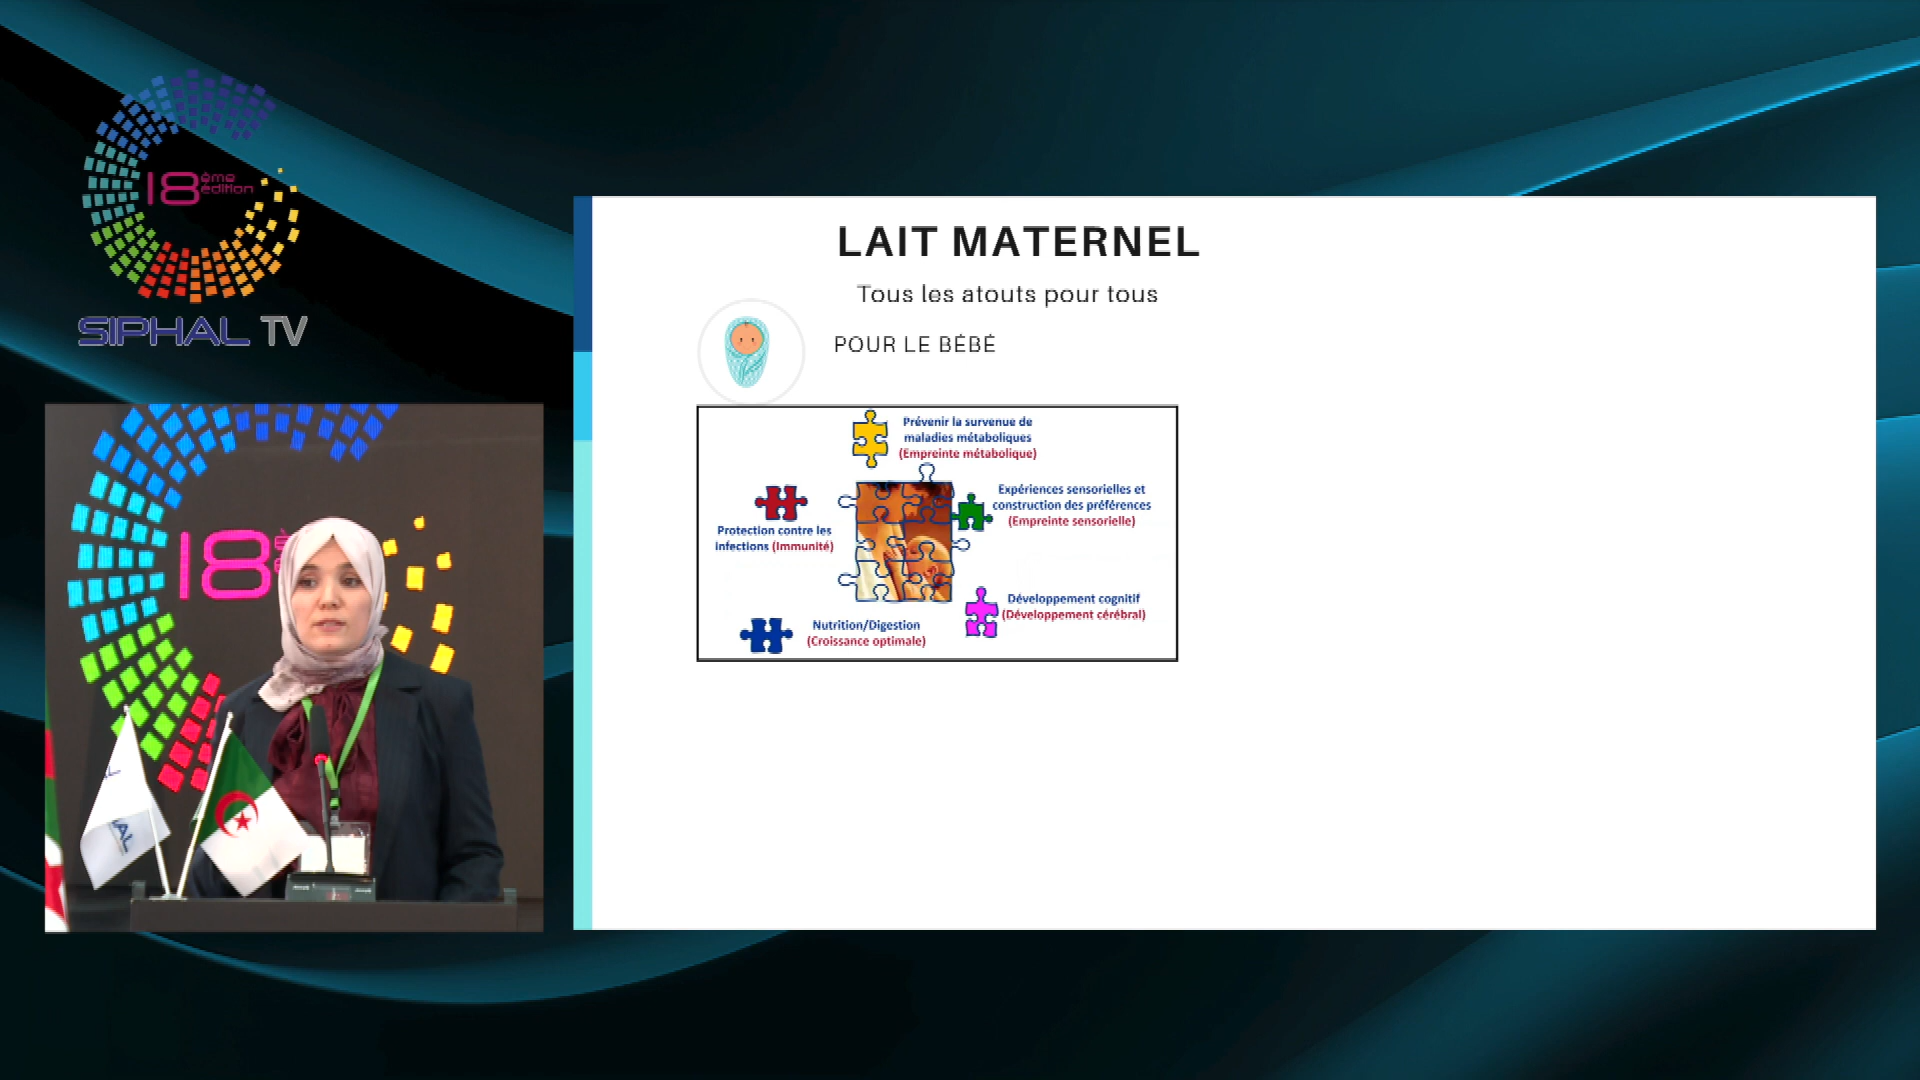 18 ème
édition
SIPHAL TV
18
LAIT MATERNEL
Tous les atouts pour tous
POUR LE BÉBÉ
Prévenir la survenue de
maladies métaboliques
(Empreinte métabolique)
Protection contre les
infections (Immunité)
Expériences sensorielles et
construction des préférences
(Empreinte sensorielle)
Développement cognitif
(Développement cérébral)
Nutrition/Digestion
(Croissance optimale)